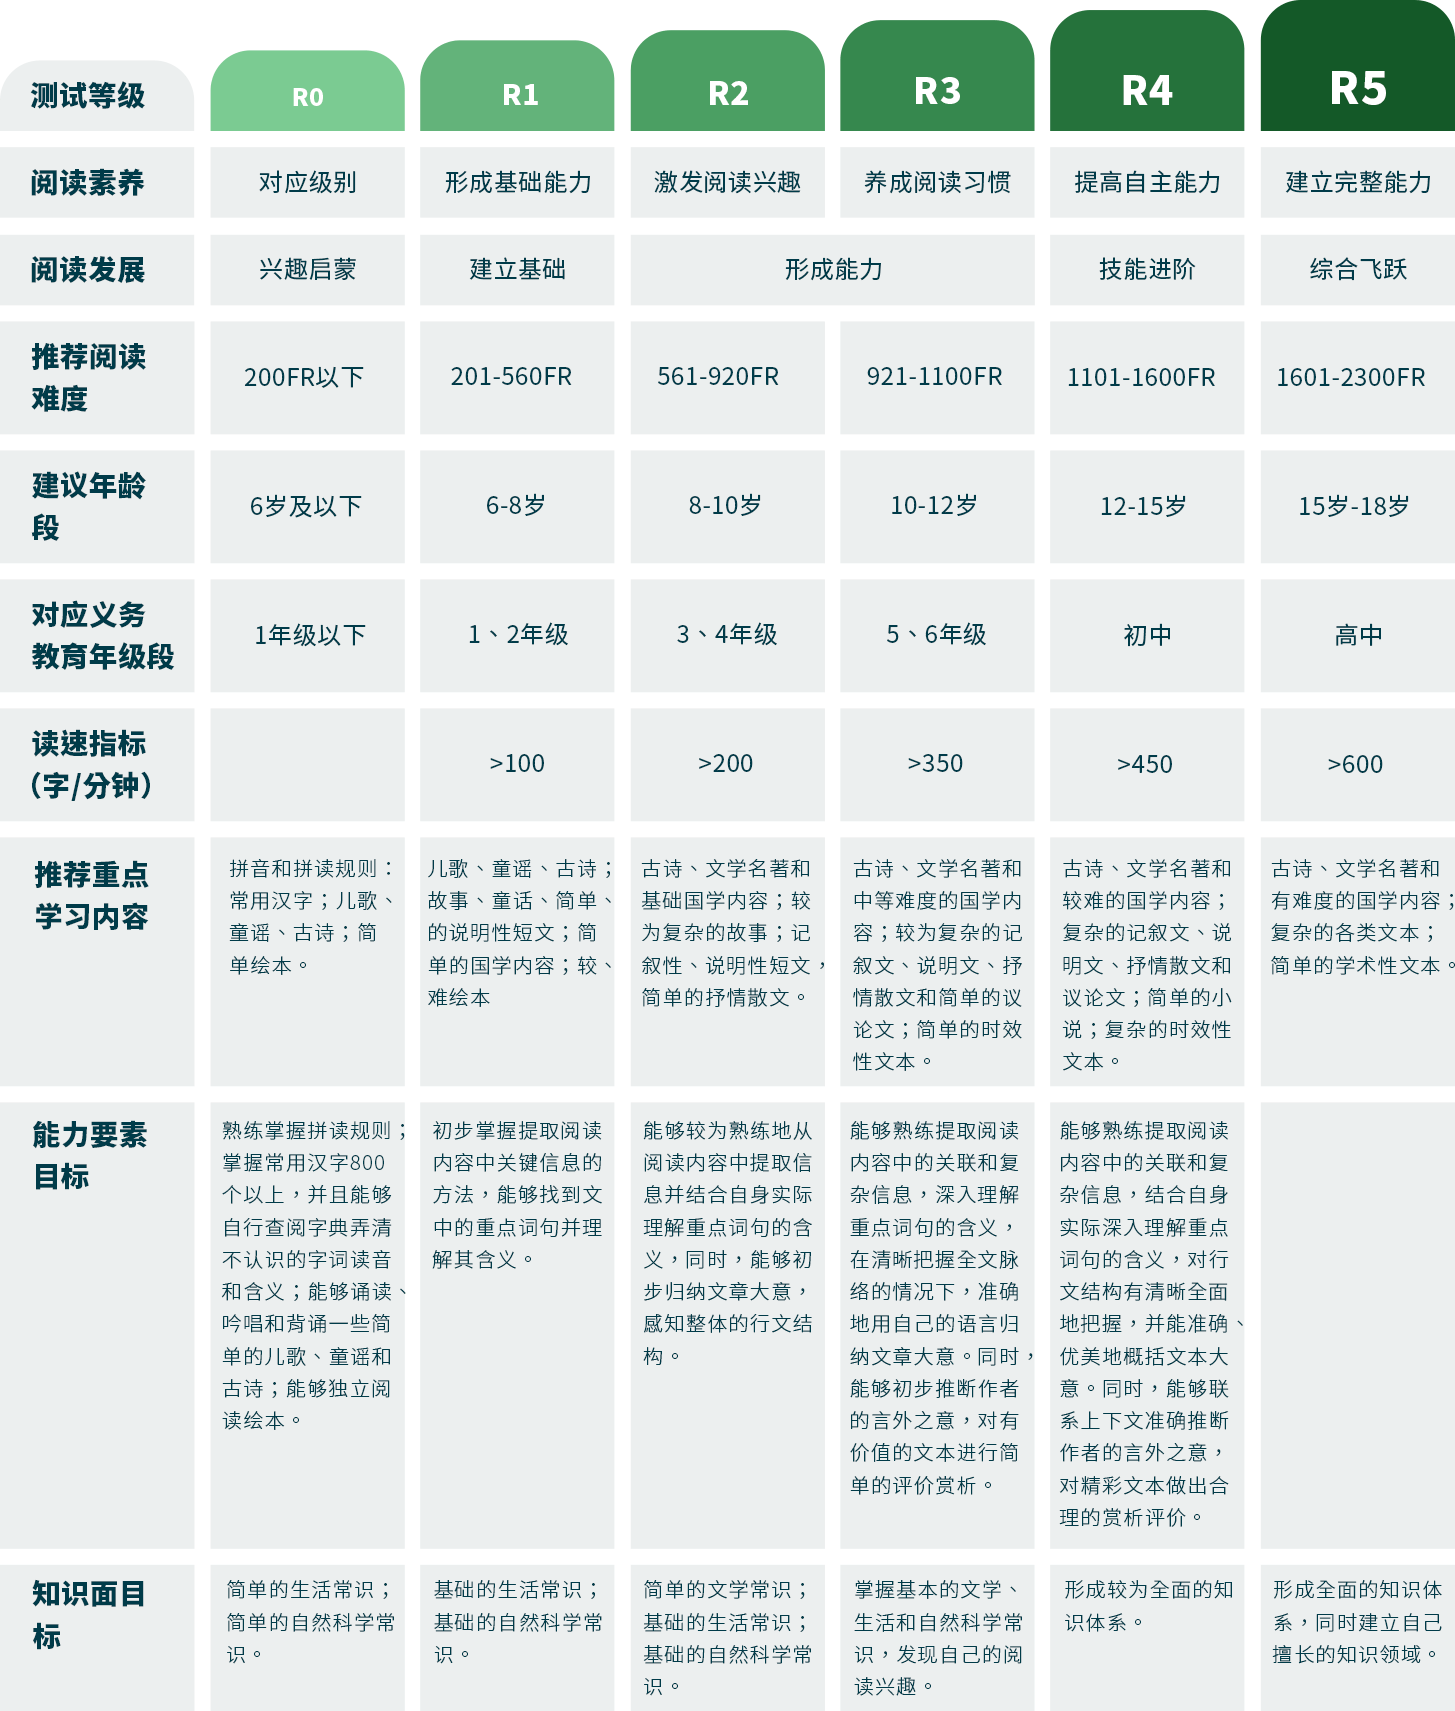 测试等级
R0
R1
R2
R3
R4
R5
阅读素养
对应级别
形成基础能力
激发阅读兴趣
养成阅读习惯
提高自主能力
建立完整能力
阅读发展
兴趣启蒙
建立基础
形成能力
技能进阶
综合飞跃
推荐阅读
难度
200FR以下
201-560FR
561-920FR
921-1100FR
1101-1600FR
1601-2300FR
建议年龄
段
6岁及以下
6-8岁
8-10岁
10-12岁
12-15岁
15岁-18岁
对应义务
教育年级段
1年级以下
1、2年级
3、4年级
5、6年级
初中
高中
读速指标
（字/分钟）
>100
>200
>350
>450
>600
推荐重点
学习内容
拼音和拼读规则：
常用汉字；儿歌、
童谣、古诗；简
单绘本。
儿歌、童谣、古诗；
故事、童话、简单、
的说明性短文；简
单的国学内容；较、
难绘本
古诗、文学名著和
基础国学内容；较
为复杂的故事；记
叙性、说明性短文，
简单的抒情散文。
古诗、文学名著和
中等难度的国学内
容；较为复杂的记
叙文、说明文、抒
情散文和简单的议
论文；简单的时效
性文本。
古诗、文学名著和
较难的国学内容；
复杂的记叙文、说
明文、抒情散文和
议论文；简单的小
说；复杂的时效性
文本。
古诗、文学名著和
有难度的国学内容；
复杂的各类文本；
简单的学术性文本。
能力要素
目标
熟练掌握拼读规则；
掌握常用汉字800
个以上，并且能够
自行查阅字典弄清
不认识的字词读音
和含义；能够诵读、
吟唱和背诵一些简
单的儿歌、童谣和
古诗；能够独立阅
读绘本。
初步掌握提取阅读
内容中关键信息的
方法，能够找到文
中的重点词句并理
解其含义。
能够较为熟练地从
阅读内容中提取信
息并结合自身实际
理解重点词句的含
义，同时，能够初
步归纳文章大意，
感知整体的行文结
构。
能够熟练提取阅读
内容中的关联和复
杂信息，深入理解
重点词句的含义，
在清晰把握全文脉
络的情况下，准确
地用自己的语言归
纳文章大意。同时，
能够初步推断作者
的言外之意，对有
价值的文本进行简
单的评价赏析。
能够熟练提取阅读
内容中的关联和复
杂信息，结合自身
实际深入理解重点
词句的含义，对行
文结构有清晰全面
地把握，并能准确、
优美地概括文本大
意。同时，能够联
系上下文准确推断
作者的言外之意，
对精彩文本做出合
理的赏析评价。
知识面目
标
简单的生活常识；
简单的自然科学常
识。
基础的生活常识；
基础的自然科学常
识。
简单的文学常识；
基础的生活常识；
基础的自然科学常
识。
掌握基本的文学、
生活和自然科学常
识，发现自己的阅
读兴趣。
形成较为全面的知
识体系。
形成全面的知识体
系，同时建立自己
擅长的知识领域。